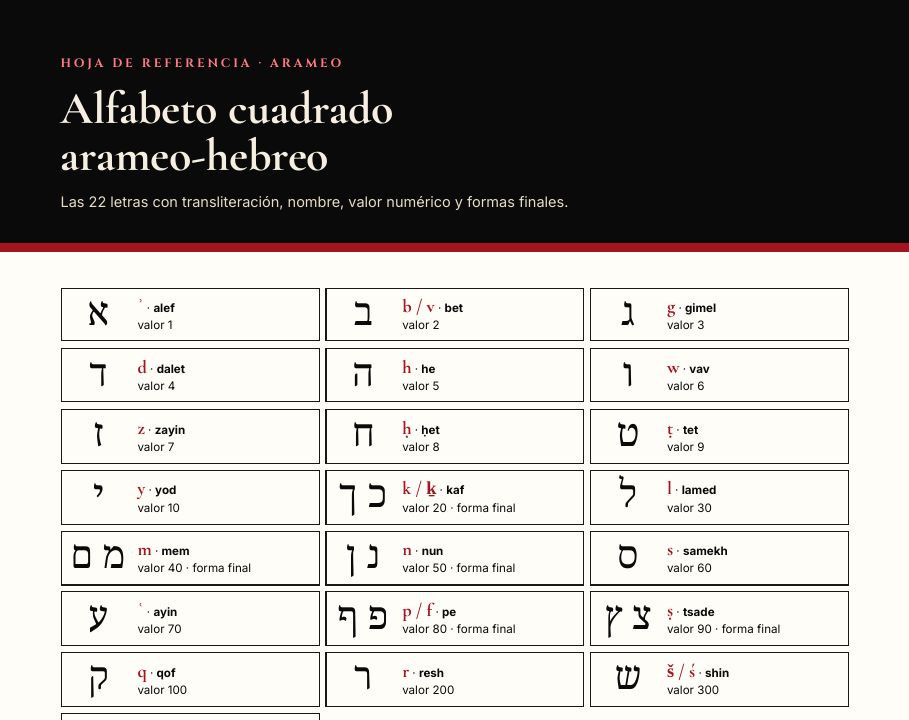 HOJA DE REFERENCIA · ARAMEO
Alfabeto cuadrado
arameo-hebreo
Las 22 letras con transliteración, nombre, valor numérico y formas finales.
א ʾ · alef
valor 1
ב b / v · bet
valor 2
ג g · gimel
valor 3
ד d · dalet
valor 4
ה h · he
valor 5
ו w · vav
valor 6
ז z · zayin
valor 7
ח ḥ · ḥet
valor 8
ט ṭ · tet
valor 9
י y · yod
valor 10
כ ך k / ḵ · kaf
valor 20 · forma final
ל l · lamed
valor 30
מ ם m · mem
valor 40 · forma final
נ ן n · nun
valor 50 · forma final
ס s · samekh
valor 60
ע ʿ · ayin
valor 70
פ ף p / f · pe
valor 80 · forma final
צ ץ ṣ · tsade
valor 90 · forma final
ק q · qof
valor 100
ר r · resh
valor 200
ש š / ś · shin
valor 300